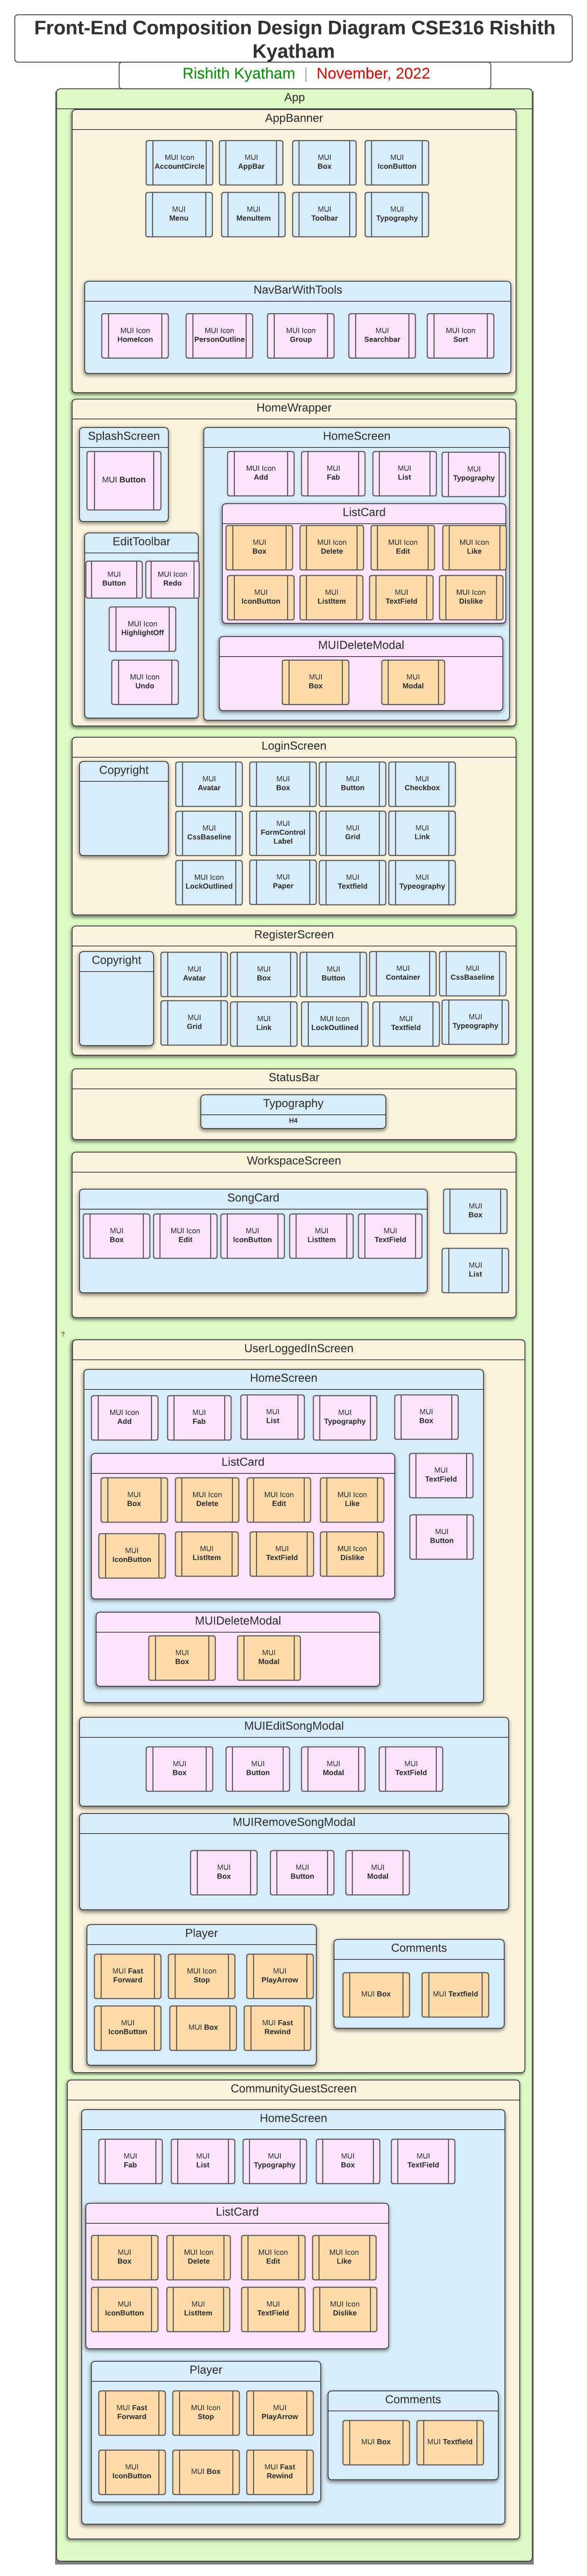 Front-End Composition Design Diagram CSE316 Rishith
Kyatham
Rishith Kyatham | November, 2022
App
AppBanner
MUI Icon
AccountCircle
MUI
AppBar
MUI
Box
MUI
IconButton
MUI
Menu
MUI
MenuItem
MUI
Toolbar
MUI
Typography
NavBarWithTools
MUI Icon
HomeIcon
MUI Icon
PersonOutline
MUI Icon
Group
MUI
Searchbar
MUI Icon
Sort
HomeWrapper
SplashScreen
MUI Button
EditToolbar
MUI
Button
MUI Icon
Redo
MUI Icon
HighlightOff
MUI Icon
Undo
HomeScreen
MUI Icon
Add
MUI
Fab
MUI
List
MUI
Typography
ListCard
MUI
Box
MUI Icon
Delete
MUI Icon
Edit
MUI Icon
Like
MUI
IconButton
MUI
ListItem
MUI
TextField
MUI Icon
Dislike
MUIDeleteModal
MUI
Box
MUI
Modal
LoginScreen
Copyright
MUI
Avatar
MUI
Box
MUI
Button
MUI
Checkbox
MUI
CssBaseline
MUI
FormControl
Label
MUI
Grid
MUI
Link
MUI Icon
LockOutlined
MUI
Paper
MUI
Textfield
MUI
Typeography
RegisterScreen
Copyright
MUI
Avatar
MUI
Box
MUI
Button
MUI
Container
MUI
CssBaseline
MUI
Grid
MUI
Link
MUI Icon
LockOutlined
MUI
Textfield
MUI
Typeography
StatusBar
Typography
H4
WorkspaceScreen
SongCard
MUI
Box
MUI Icon
Edit
MUI
IconButton
MUI
ListItem
MUI
TextField
MUI
Box
MUI
List
?
UserLoggedInScreen
HomeScreen
MUI Icon
Add
MUI
Fab
MUI
List
MUI
Typography
MUI
Box
ListCard
MUI
Box
MUI Icon
Delete
MUI Icon
Edit
MUI Icon
Like
MUI
IconButton
MUI
ListItem
MUI
TextField
MUI Icon
Dislike
MUI
TextField
MUI
Button
MUIDeleteModal
MUI
Box
MUI
Modal
MUIEditSongModal
MUI
Box
MUI
Button
MUI
Modal
MUI
TextField
MUIRemoveSongModal
MUI
Box
MUI
Button
MUI
Modal
Player
MUI Fast
Forward
MUI Icon
Stop
MUI
PlayArrow
MUI
IconButton
MUI Box
MUI Fast
Rewind
Comments
MUI Box
MUI Textfield
CommunityGuestScreen
HomeScreen
MUI
Fab
MUI
List
MUI
Typography
MUI
Box
MUI
TextField
ListCard
MUI
Box
MUI Icon
Delete
MUI Icon
Edit
MUI Icon
Like
MUI
IconButton
MUI
ListItem
MUI
TextField
MUI Icon
Dislike
Player
MUI Fast
Forward
MUI Icon
Stop
MUI
PlayArrow
MUI
IconButton
MUI Box
MUI Fast
Rewind
Comments
MUI Box
MUI Textfield